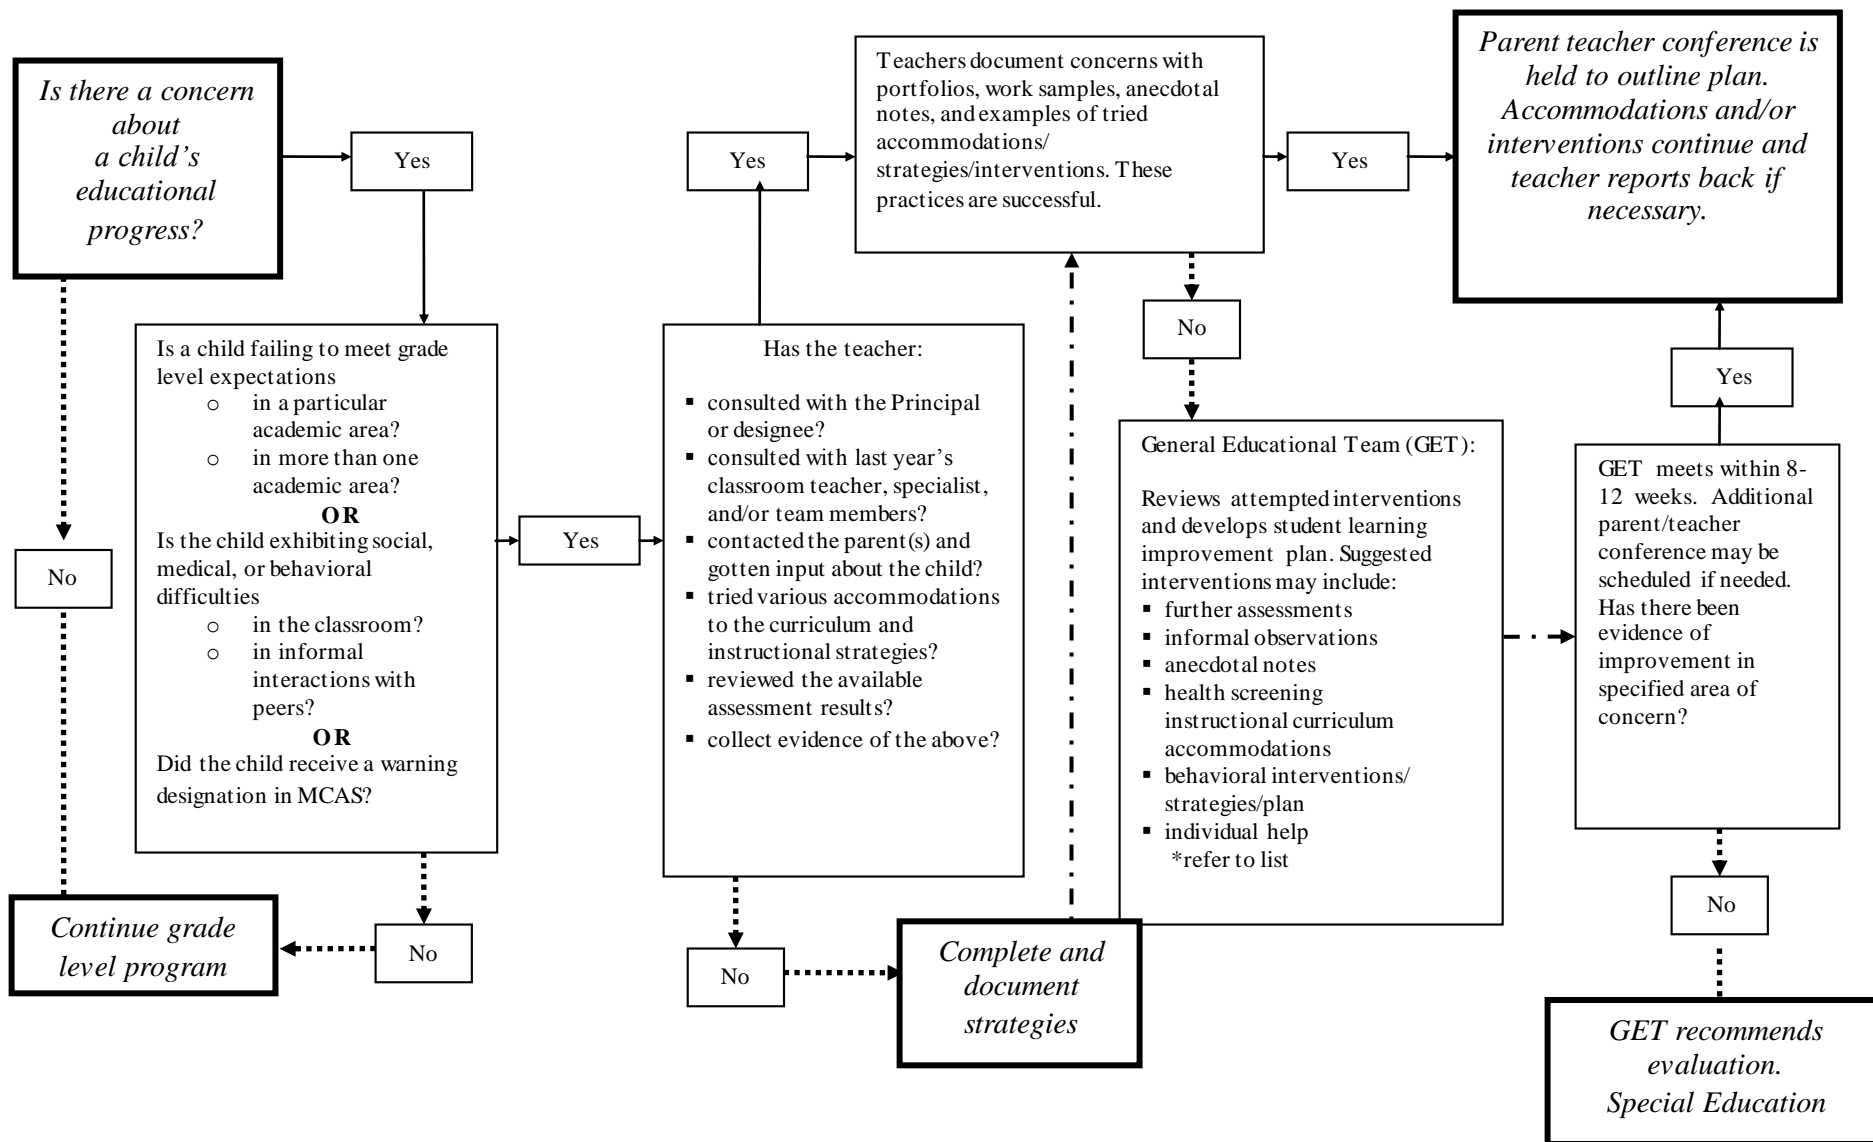 Is there a concern
about
a child’s
educational
progress?
Yes
No
Is a child failing to meet grade
level expectations
o in a particular
academic area?
o in more than one
academic area?
OR
Is the child exhibiting social,
medical, or behavioral
difficulties
o in the classroom?
o in informal
interactions with
peers?
OR
Did the child receive a warning
designation in MCAS?
No
Continue grade
level program
Yes
Has the teacher:
▪ consulted with the Principal
or designee?
▪ consulted with last year’s
classroom teacher, specialist,
and/or team members?
▪ contacted the parent(s) and
gotten input about the child?
▪ tried various accommodations
to the curriculum and
instructional strategies?
▪ reviewed the available
assessment results?
▪ collect evidence of the above?
Yes
No
Complete and
document
strategies
Teachers document concerns with
portfolios, work samples, anecdotal
notes, and examples of tried
accommodations/
strategies/interventions. These
practices are successful.
Yes
No
Parent teacher conference is
held to outline plan.
Accommodations and/or
interventions continue and
teacher reports back if
necessary.
General Educational Team (GET):
Reviews attempted interventions
and develops student learning
improvement plan. Suggested
interventions may include:
▪ further assessments
▪ informal observations
▪ anecdotal notes
▪ health screening
instructional curriculum
accommodations
▪ behavioral interventions/
strategies/plan
▪ individual help
*refer to list
Yes
GET meets within 8-
12 weeks. Additional
parent/teacher
conference may be
scheduled if needed.
Has there been
evidence of
improvement in
specified area of
concern?
No
GET recommends
evaluation.
Special Education